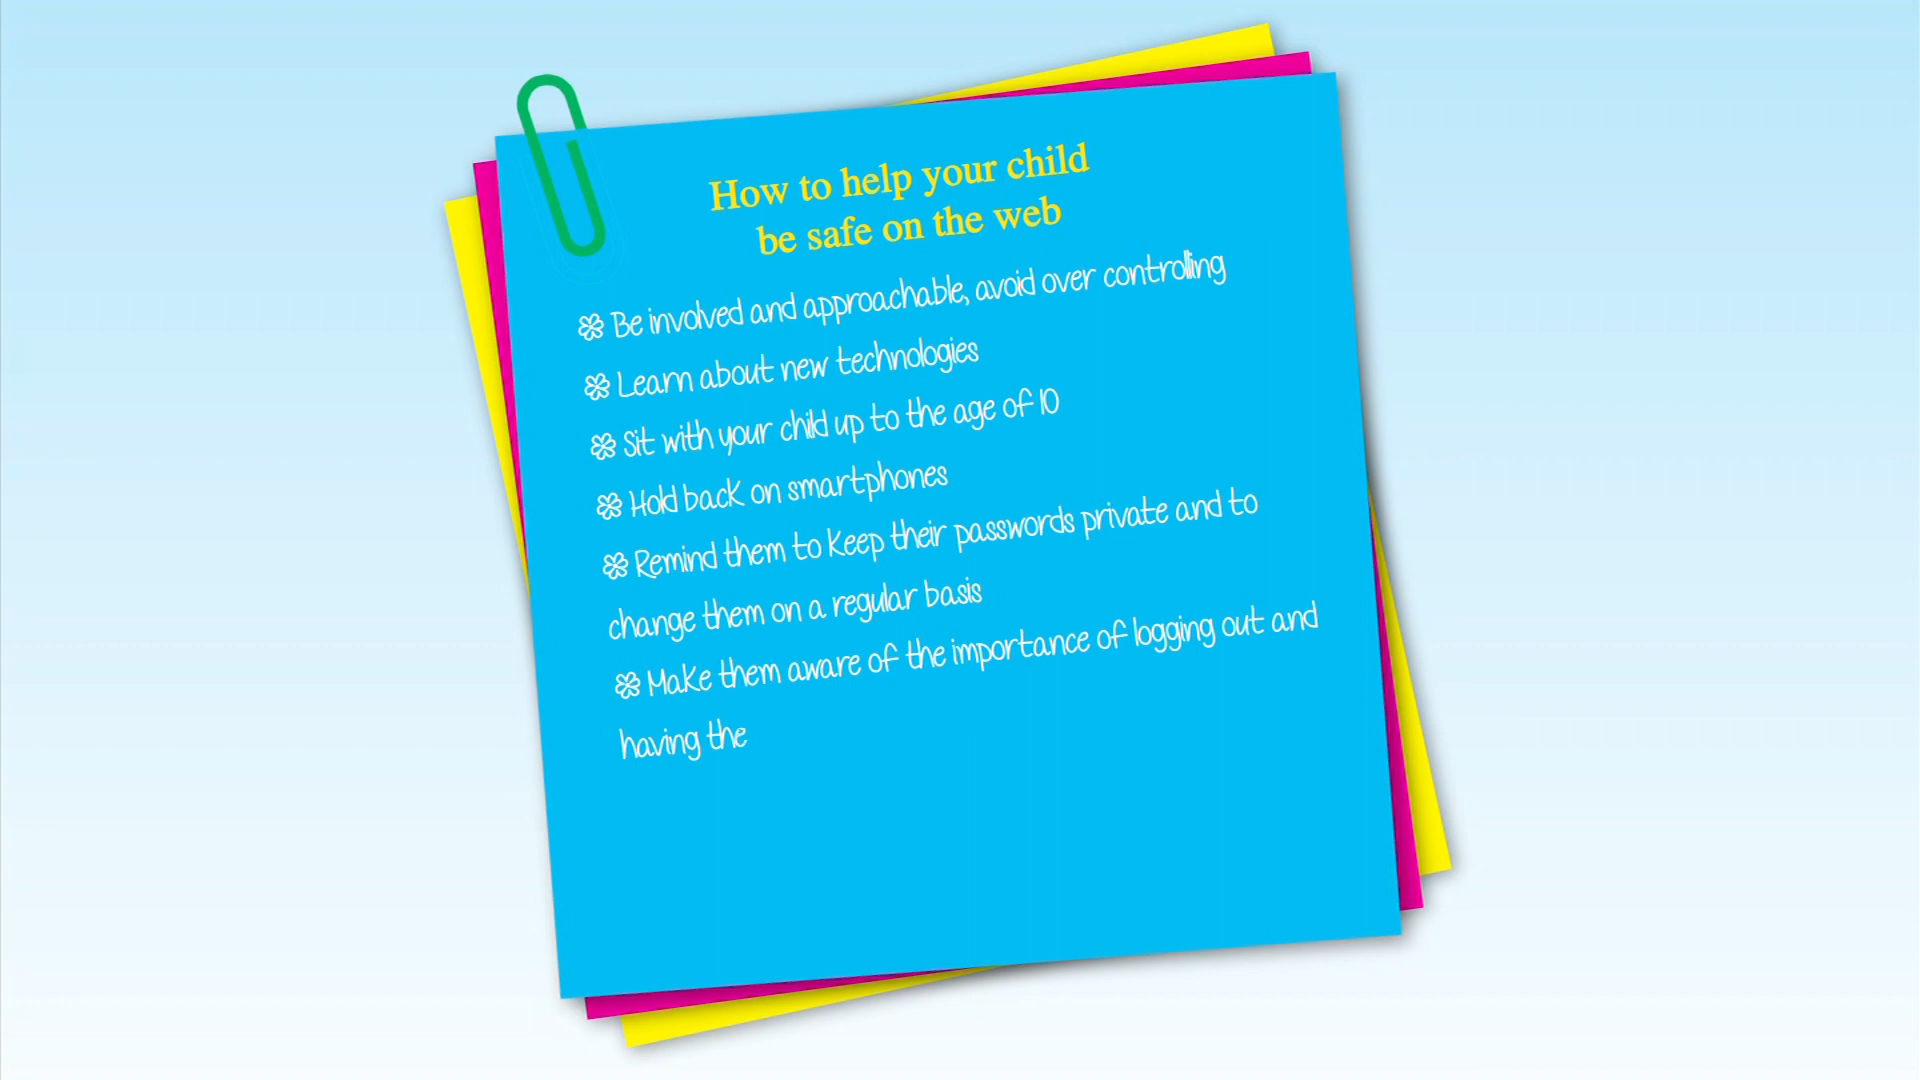 How to help your child
be safe on the web
Be involved and approachable, avoid over controlling
Learn about new technologies
Sit with your child up to the age of 10
Hold back on smartphones
Remind them to keep their passwords private and to
change them on a regular basis
Make them aware of the importance of logging out and
having the